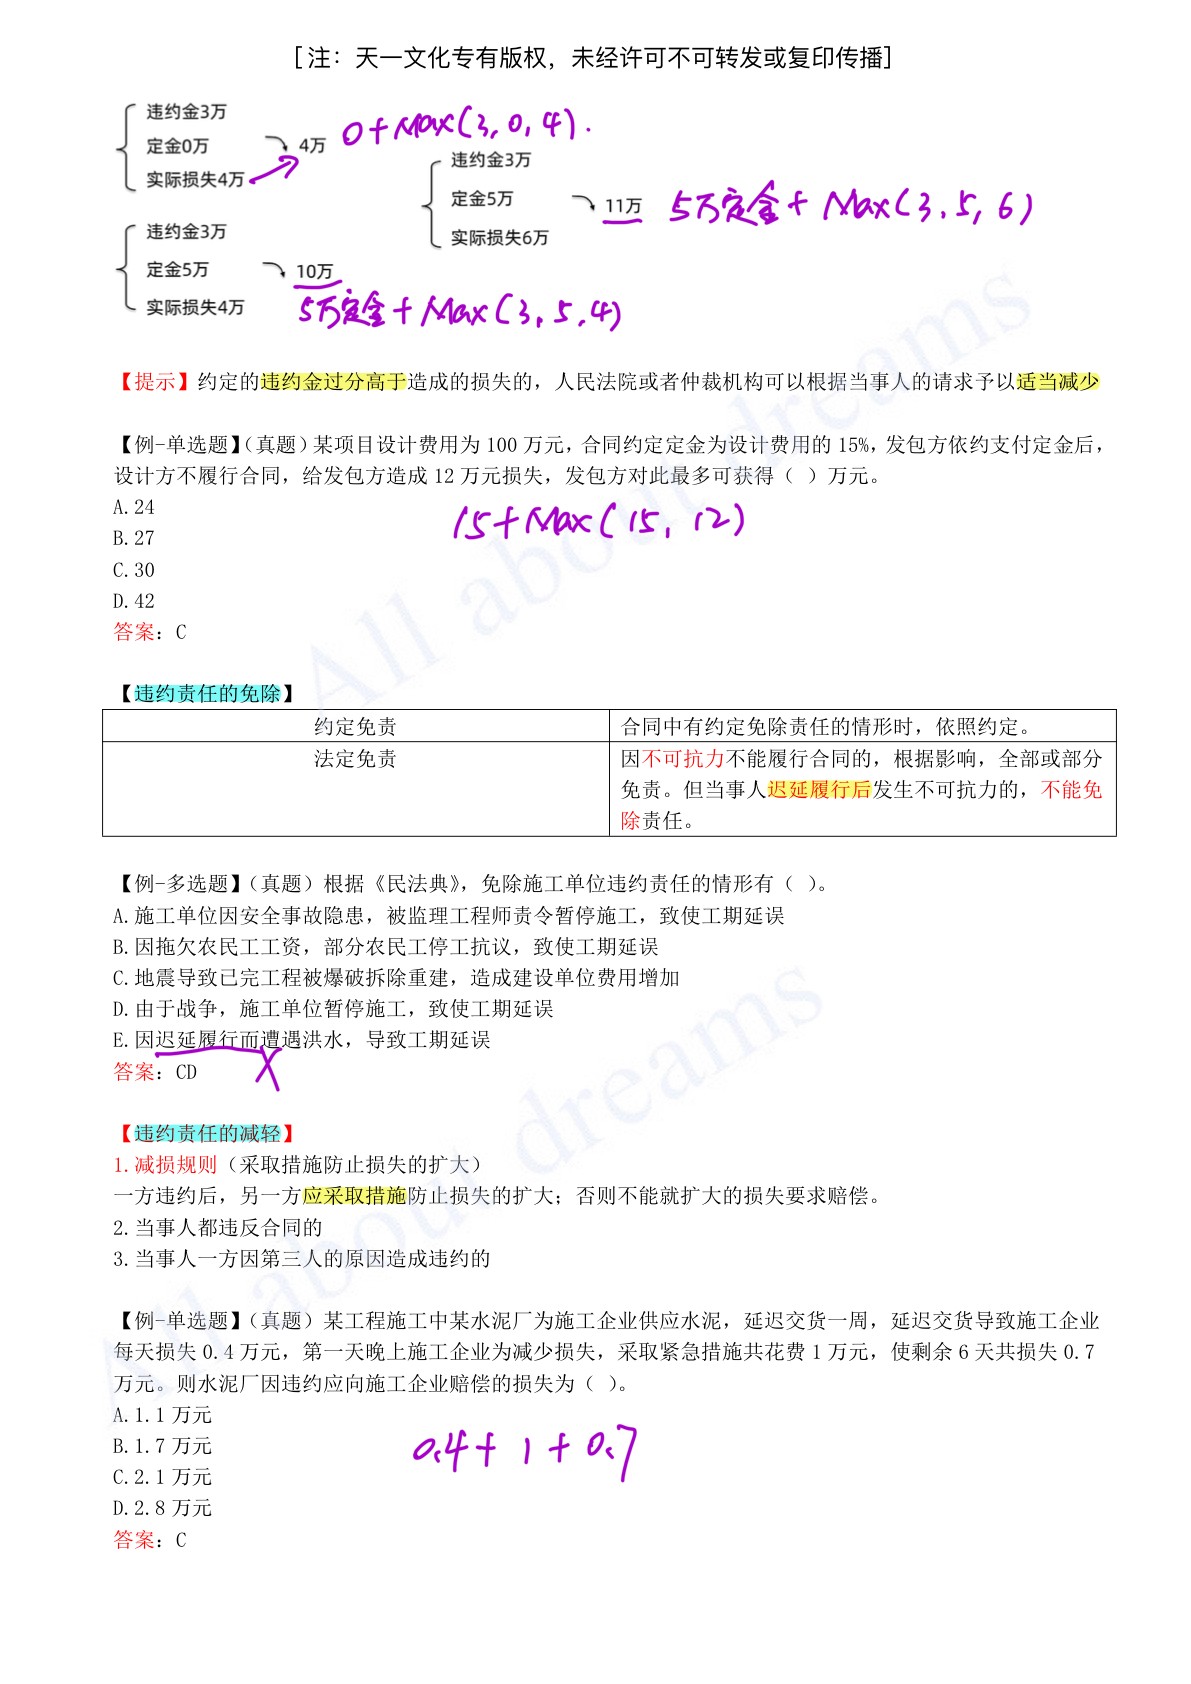 [注：天一文化专有版权，未经许可不可转发或复印传播]
违约金3万
定金0万
实际损失4万
4万
0+Max(3,0,4).
违约金3万
定金5万
实际损失6万
11万
5万定金+Max(3.5,6)
违约金3万
定金5万
实际损失4万
10万
5万定金+Max(3.5.4)
【提示】约定的违约金过分高于造成的损失的，人民法院或者仲裁机构可以根据当事人的请求予以适当减少
【例-单选题】（真题）某项目设计费用为100万元，合同约定定金为设计费用的15%，发包方依约支付定金后，
设计方不履行合同，给发包方造成12万元损失，发包方对此最多可获得（ ）万元。
A.24
B.27
C.30
D.42
15+Max(15,12)
答案：C
【违约责任的免除】
约定免责
合同中有约定免除责任的情形时，依照约定。
法定免责
因不可抗力不能履行合同的，根据影响，全部或部分
免责。但当事人迟延履行后发生不可抗力的，不能免
除责任。
【例-多选题】（真题）根据《民法典》，免除施工单位违约责任的情形有（ ）。
A.施工单位因安全事故隐患，被监理工程师责令暂停施工，致使工期延误
B.因拖欠农民工工资，部分农民工停工抗议，致使工期延误
C.地震导致已完工程被爆破拆除重建，造成建设单位费用增加
D.由于战争，施工单位暂停施工，致使工期延误
E.因迟延履行而遭遇洪水，导致工期延误
答案：CD
【违约责任的减轻】
1.减损规则（采取措施防止损失的扩大）
一方违约后，另一方应采取措施防止损失的扩大；否则不能就扩大的损失要求赔偿。
2.当事人都违反合同的
3.当事人一方因第三人的原因造成违约的
【例-单选题】（真题）某工程施工中某水泥厂为施工企业供应水泥，延迟交货一周，延迟交货导致施工企业
每天损失0.4万元，第一天晚上施工企业为减少损失，采取紧急措施共花费1万元，使剩余6天共损失0.7
万元。则水泥厂因违约应向施工企业赔偿的损失为（ ）。
A.1.1万元
B.1.7万元
C.2.1万元
D.2.8万元
0.4+1+0.7
答案：C
All about dreams
All about dreams